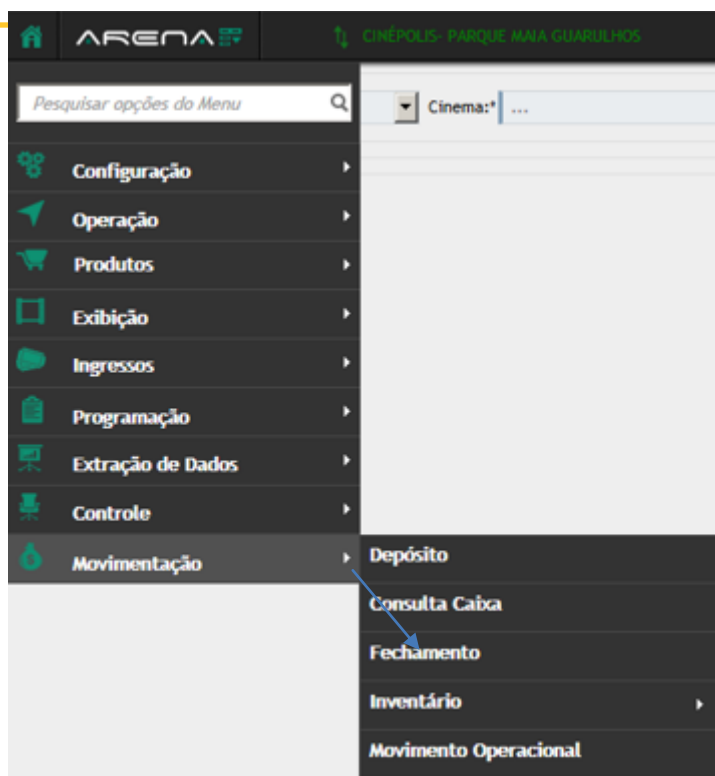 ARENA CINÉPOLIS- PARQUE MAIA GUARULHOS
Pesquisar opções do Menu
Cinema:* ...
Configuração
Operação
Produtos
Exibição
Ingressos
Programação
Extração de Dados
Controle
Movimentação
Depósito
Consulta Caixa
Fechamento
Inventário
Movimento Operacional